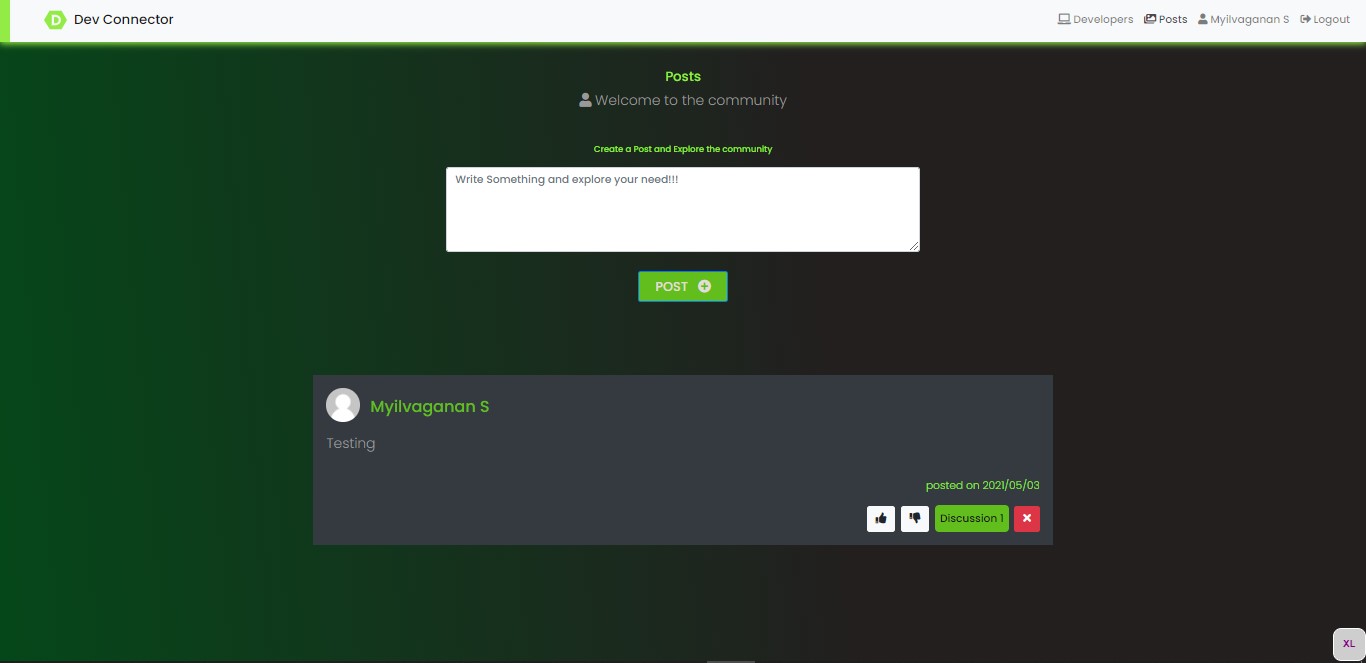 D Dev Connector Developers Posts Myilvaganan S Logout
Posts
Welcome to the community
Create a Post and Explore the community
Write Something and explore your need!!!
POST
Myilvaganan S
Testing
posted on 2021/05/03
Discussion 1
XL